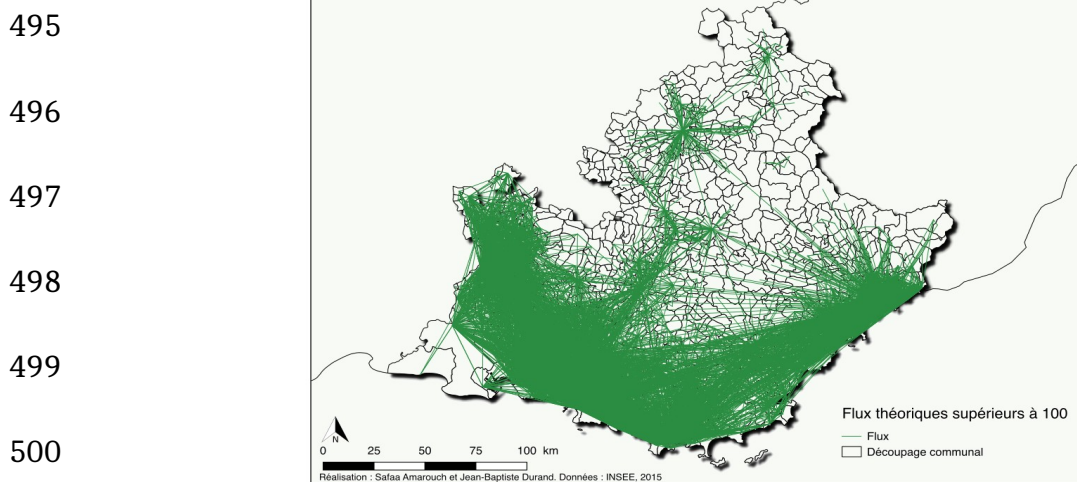 495
496
497
498
499
500
Flux théoriques supérieurs à 100
Flux
Découpage communal
N
0 25 50 75 100 km
Réalisation : Safaa Amarouch et Jean-Baptiste Durand. Données : INSEE, 2015